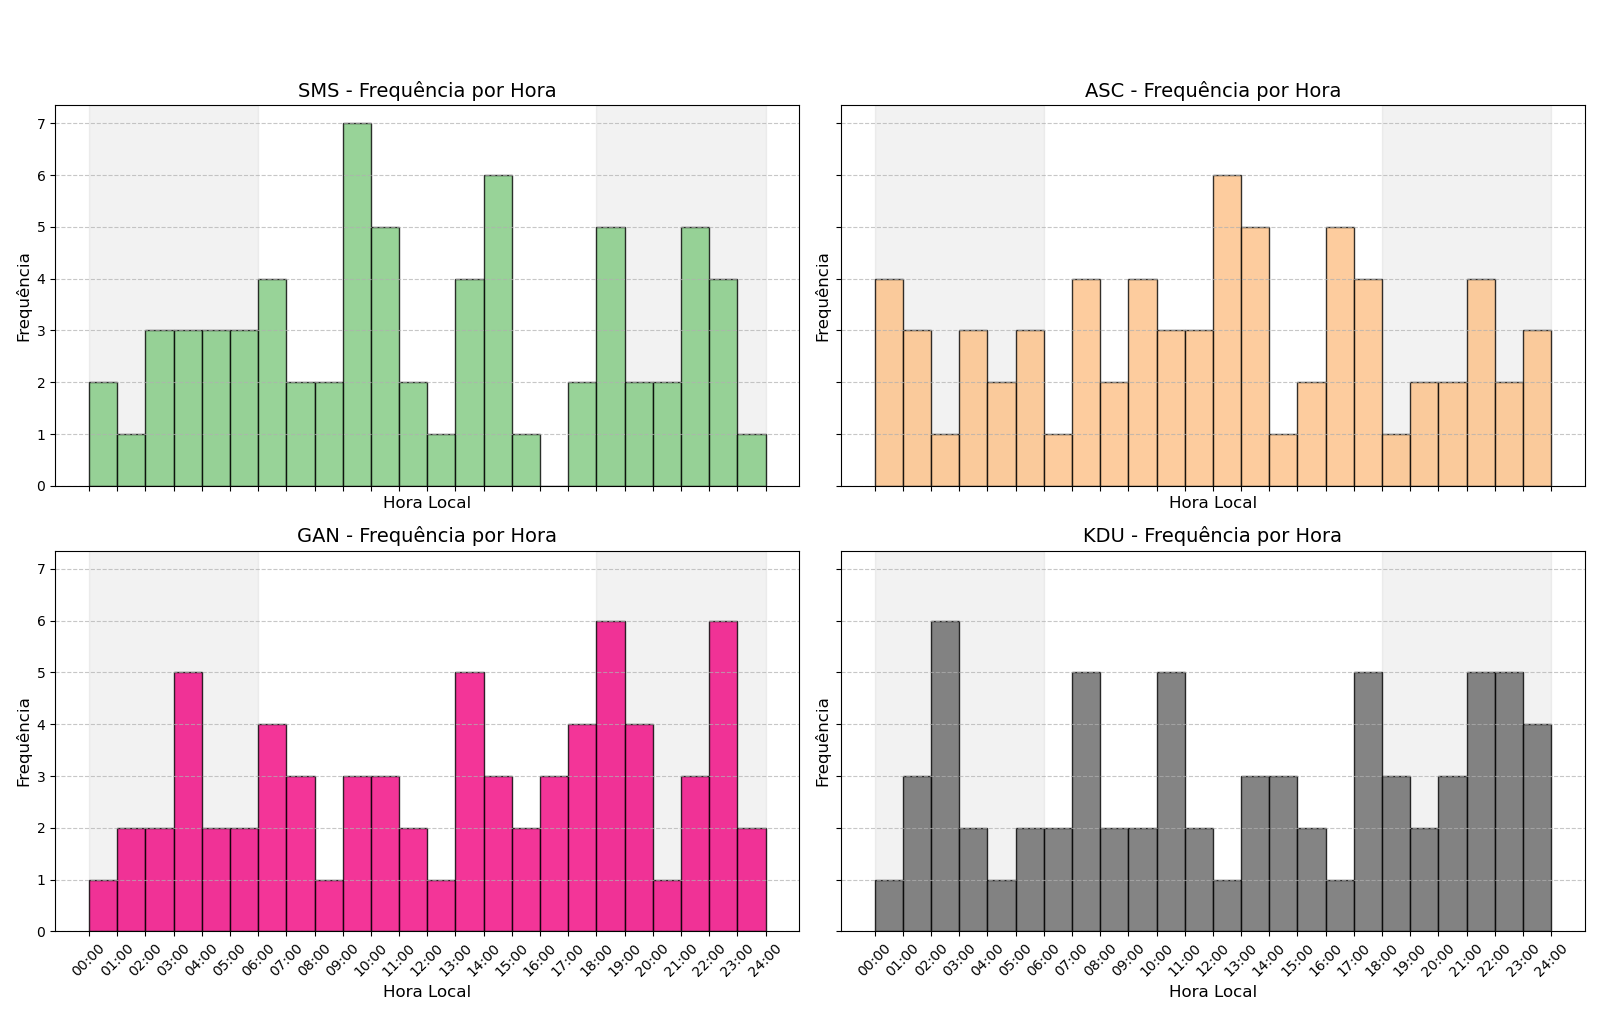 SMS - Frequência por Hora
Frequência
7
6
5
4
3
2
1
0
Hora Local
ASC - Frequência por Hora
Frequência
Hora Local
GAN - Frequência por Hora
Frequência
7
6
5
4
3
2
1
0
00:00 01:00 02:00 03:00 04:00 05:00 06:00 07:00 08:00 09:00 10:00 11:00 12:00 13:00 14:00 15:00 16:00 17:00 18:00 19:00 20:00 21:00 22:00 23:00 24:00
Hora Local
KDU - Frequência por Hora
Frequência
00:00 01:00 02:00 03:00 04:00 05:00 06:00 07:00 08:00 09:00 10:00 11:00 12:00 13:00 14:00 15:00 16:00 17:00 18:00 19:00 20:00 21:00 22:00 23:00 24:00
Hora Local